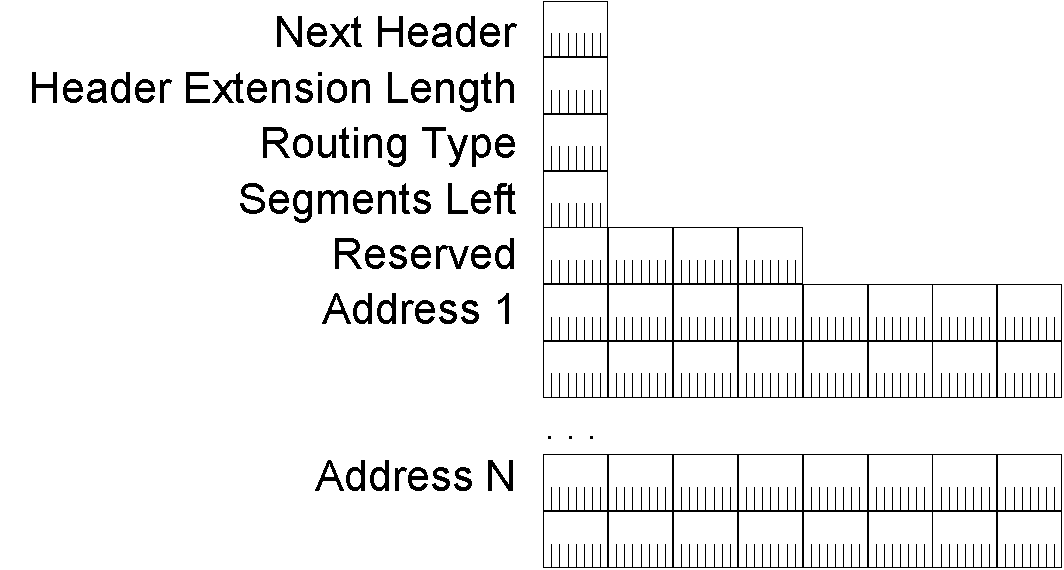 Next Header
Header Extension Length
Routing Type
Segments Left
Reserved
Address 1
. . .
Address N